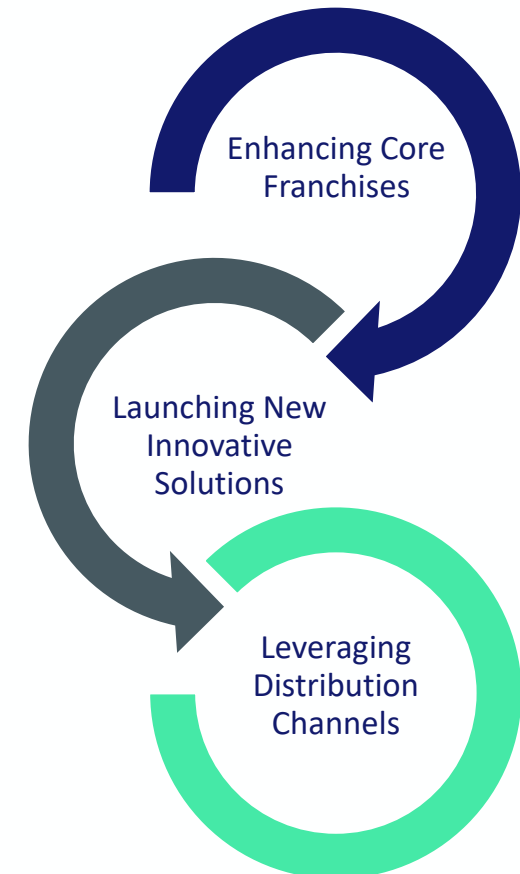 Enhancing Core
Franchises
Launching New
Innovative
Solutions
Leveraging
Distribution
Channels